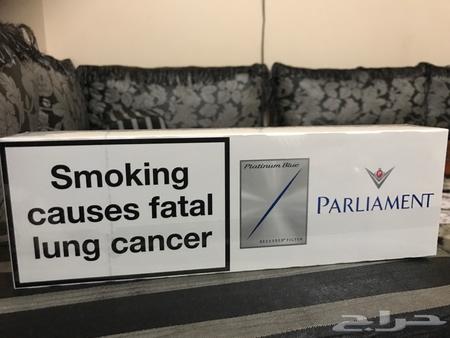 Smoking
causes fatal
lung cancer
Platinum Blue
RECESSED FILTER
PARLIAMENT
حراج